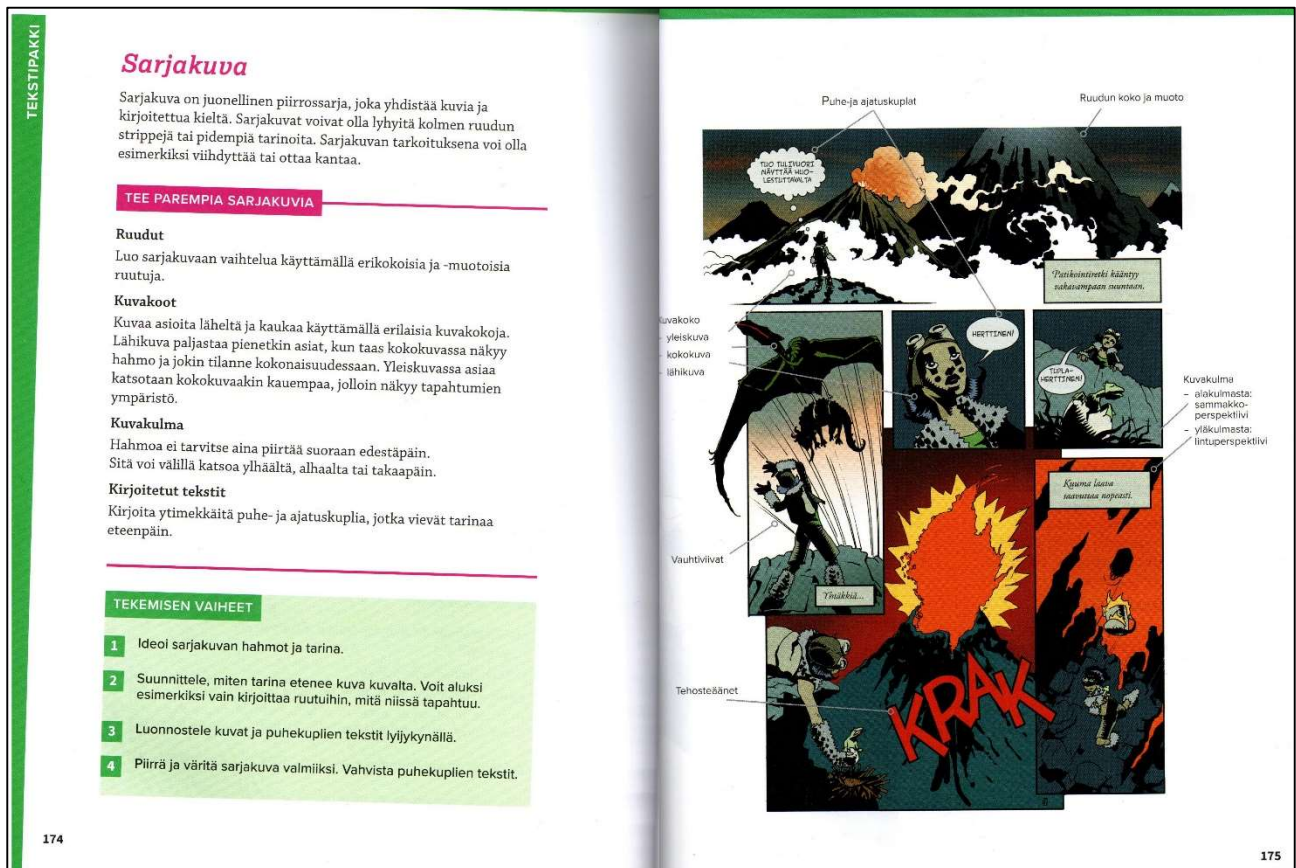 TEKSTIPAKKI
Sarjakuva
Sarjakuva on juonellinen piirrossarja, joka yhdistää kuvia ja
kirjoitettua kieltä. Sarjakuvat voivat olla lyhyitä kolmen ruudun
strippejä tai pidempiä tarinoita. Sarjakuvan tarkoituksena voi olla
esimerkiksi viihdyttää tai ottaa kantaa.
TEE PAREMPIA SARJAKUVIA
Ruudut
Luo sarjakuvaan vaihtelua käyttämällä erikokoisia ja -muotoisia
ruutuja.
Kuvakoot
Kuvaa asioita läheltä ja kaukaa käyttämällä erilaisia kuvakokoja.
Lähikuva paljastaa pienetkin asiat, kun taas kokokuvassa näkyy
hahmo ja jokin tilanne kokonaisuudessaan. Yleiskuvassa asiaa
katsotaan kokokuvaakin kauempaa, jolloin näkyy tapahtumien
ympäristö.
Kuvakulma
Hahmoa ei tarvitse aina piirtää suoraan edestäpäin.
Sitä voi välillä katsoa ylhäältä, alhaalta tai takaapäin.
Kirjoitetut tekstit
Kirjoita ytimekkäitä puhe- ja ajatuskuplia, jotka vievät tarinaa
eteenpäin.
TEKEMISEN VAIHEET
1 Ideoi sarjakuvan hahmot ja tarina.
2 Suunnittele, miten tarina etenee kuva kuvalta. Voit aluksi
esimerkiksi vain kirjoittaa ruutuihin, mitä niissä tapahtuu.
3 Luonnostele kuvat ja puhekuplien tekstit lyijykynällä.
4 Piirrä ja väritä sarjakuva valmiiksi. Vahvista puhekuplien tekstit.
174
Puhe-ja ajatuskuplat
Ruudun koko ja muoto
TUO TULIVUORI
NÄYTTÄÄ HUO-
LESTUTTAVALTA
Patikointiretki kääntyy
vakavampaan suuntaan.
uvakoko
- yleiskuva
- kokokuva
- lähikuva
HERTTINEN!
TUPLA-
HERTTINEN!
Kuvakulma
- alakulmasta:
sammakko-
perspektiivi
- yläkulmasta:
lintuperspektiivi
Kuuma laava
saavuttaa nopeasti.
Vauhtiviivat
Ymäkkiä...
Tehosteäänet
KRAK
175